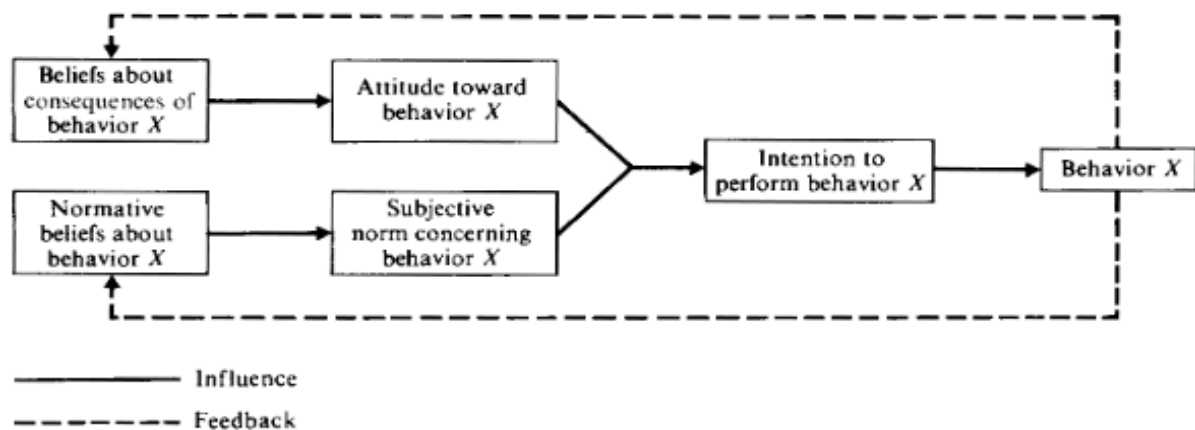 Beliefs about
consequences of
behavior X
Attitude toward
behavior X
Intention to
perform behavior X
Behavior X
Normative
beliefs about
behavior X
Subjective
norm concerning
behavior X
Influence
Feedback